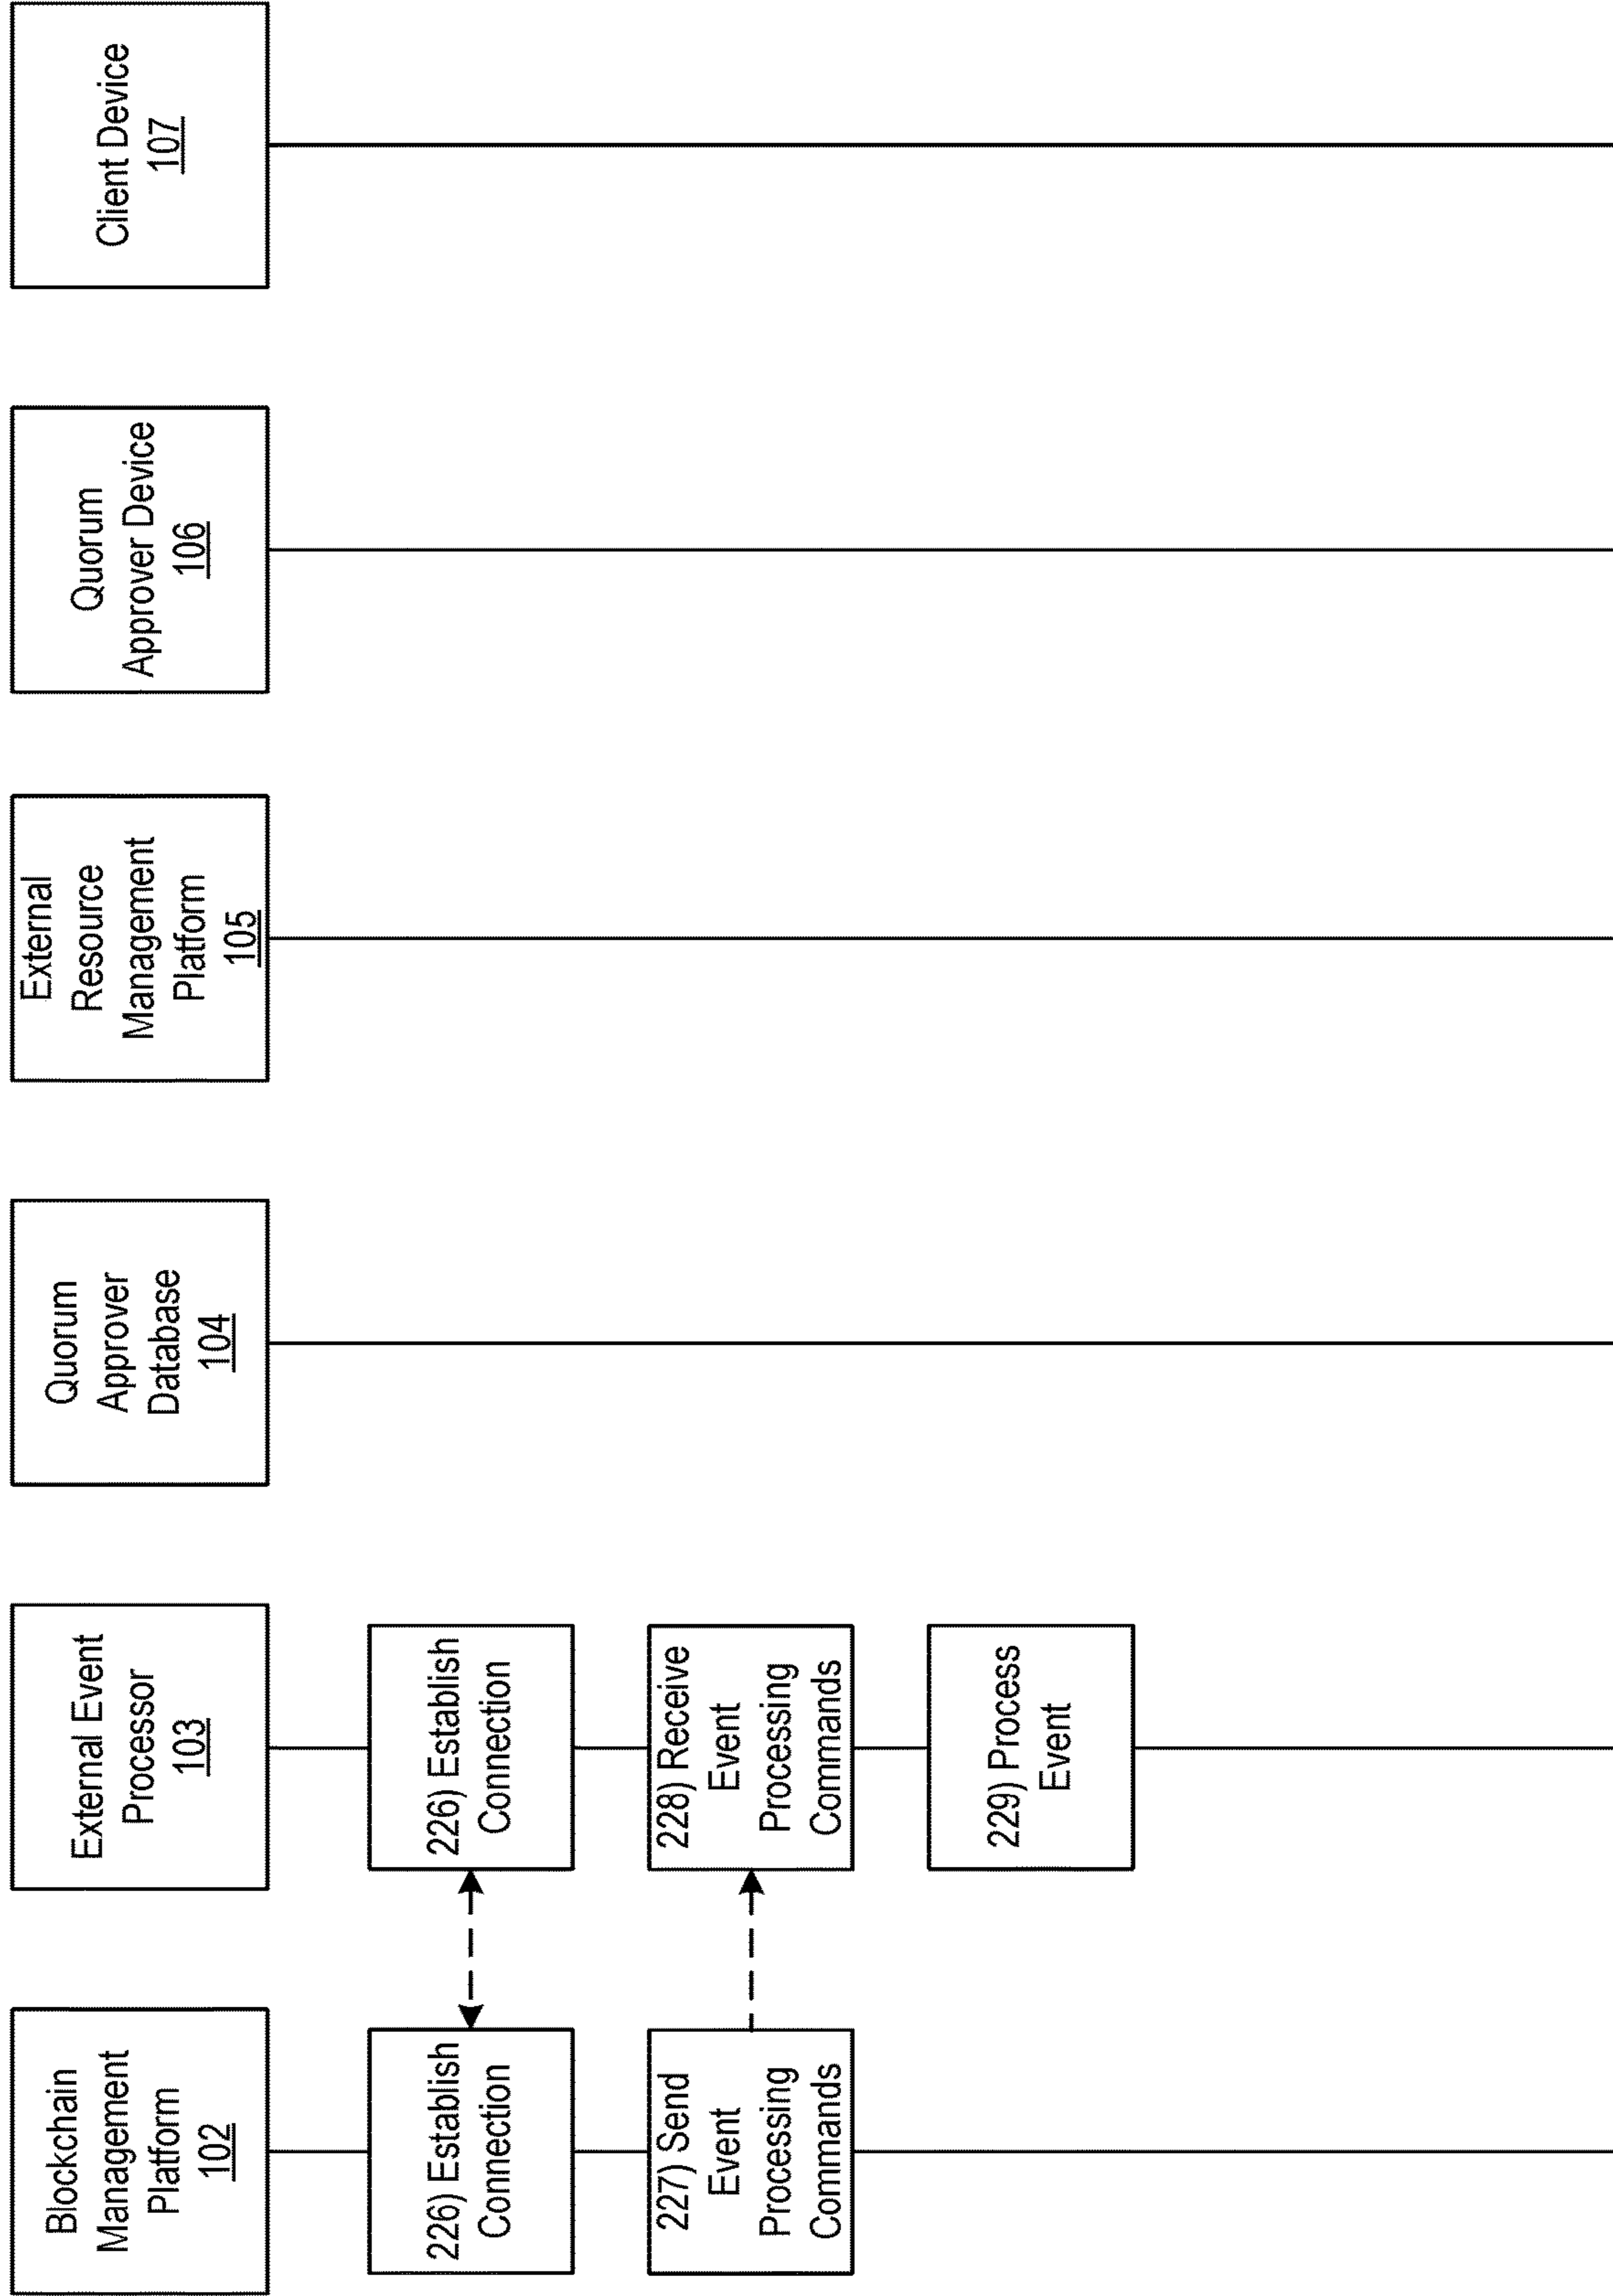 Blockchain
Management
Platform
102
External Event
Processor
103
Quorum
Approver
Database
104
External
Resource
Management
Platform
105
Quorum
Approver Device
106
Client Device
107
226) Establish
Connection
226) Establish
Connection
227) Send
Event
Processing
Commands
228) Receive
Event
Processing
Commands
229) Process
Event